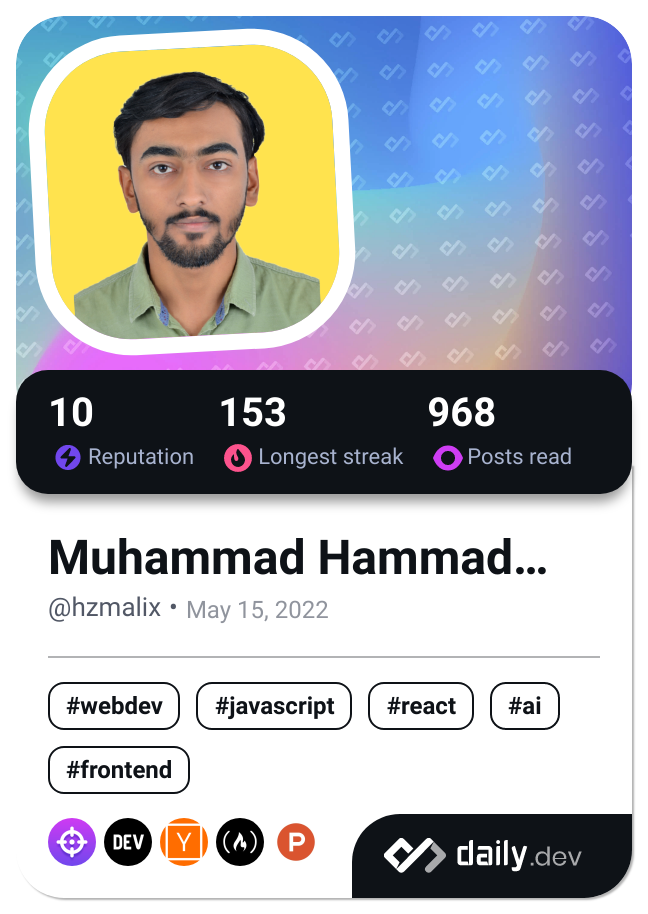 10 153 968
Reputation Longest streak Posts read
Muhammad Hammad…
@hzmalix • May 15, 2022
#webdev #javascript #react #ai
#frontend
DEV Y P
daily.dev